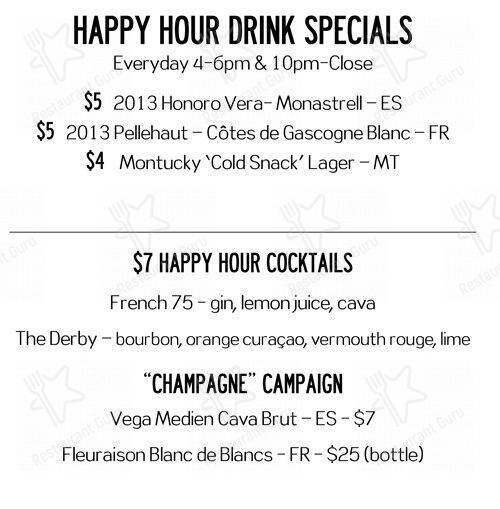 HAPPY HOUR DRINK SPECIALS
Everyday 4-6pm & 10pm-Close
$5 2013 Honoro Vera- Monastrell – ES
$5 2013 Pellehaut – Côtes de Gascogne Blanc – FR
$4 Montucky ‘Cold Snack’ Lager – MT
$7 HAPPY HOUR COCKTAILS
French 75 – gin, lemon juice, cava
The Derby – bourbon, orange curaçao, vermouth rouge, lime
“CHAMPAGNE” CAMPAIGN
Vega Medien Cava Brut – ES – $7
Fleuraison Blanc de Blancs – FR – $25 (bottle)